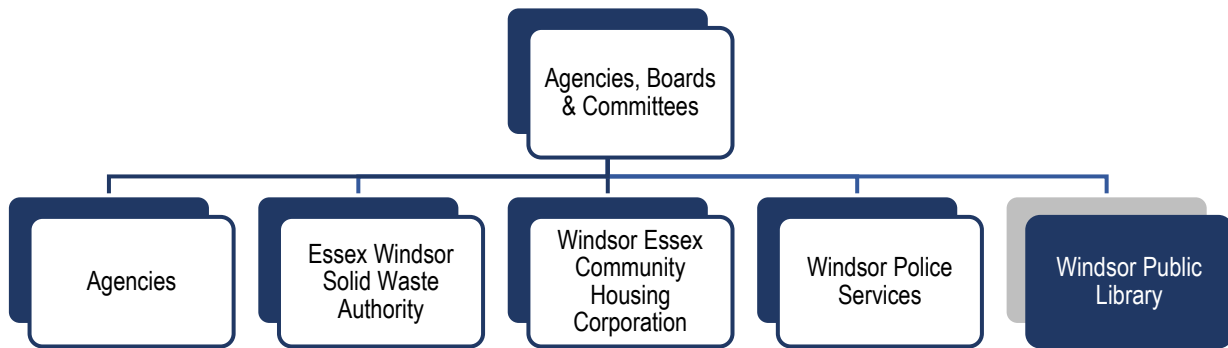 Agencies, Boards
& Committees
Agencies
Essex Windsor
Solid Waste
Authority
Windsor Essex
Community
Housing
Corporation
Windsor Police
Services
Windsor Public
Library